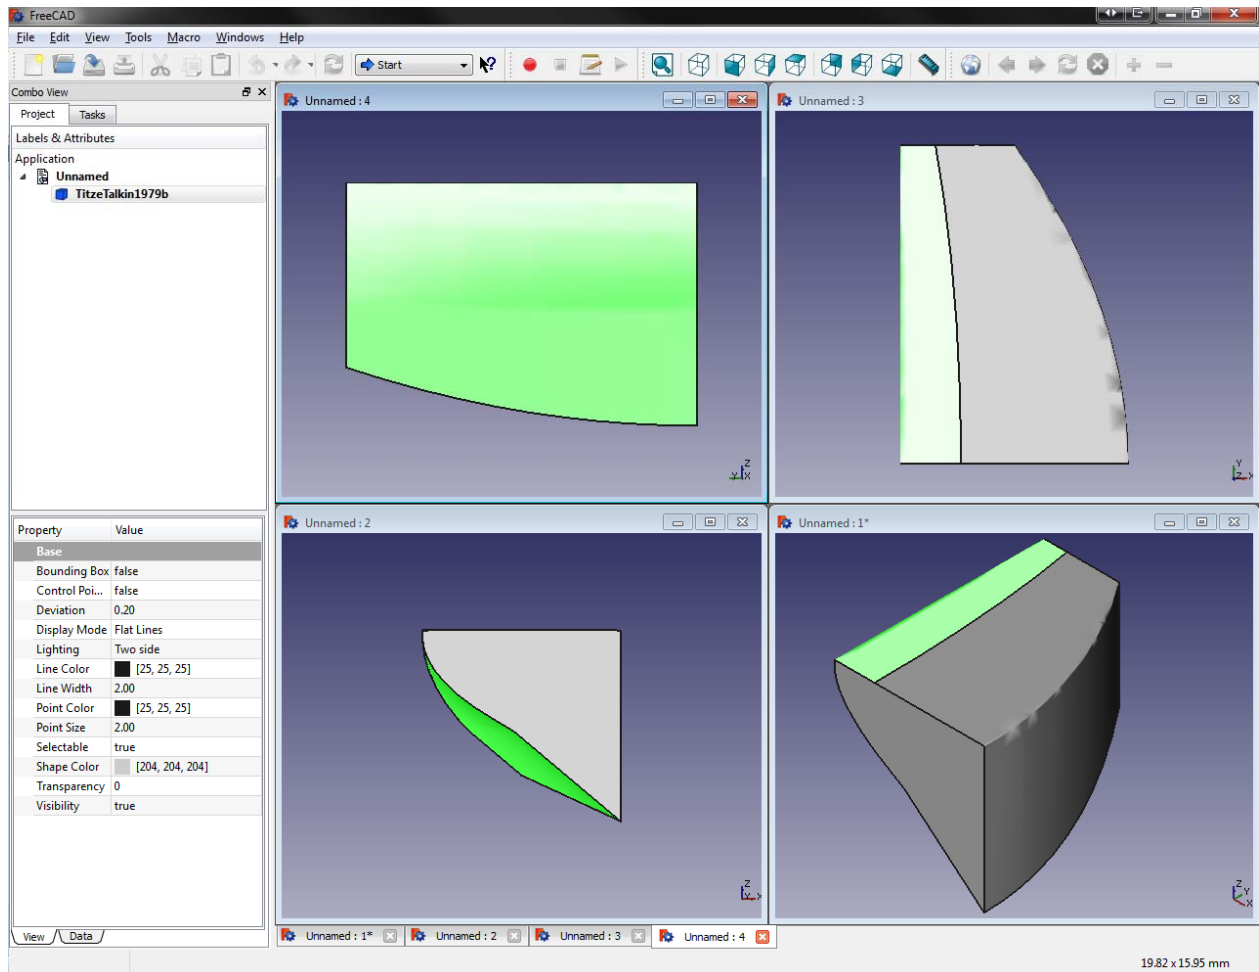 FreeCAD
File Edit View Tools Macro Windows Help
Start
Combo View
Project Tasks
Labels & Attributes
Application
Unnamed
TitzeTalkin1979b
Property Value
Base
Bounding Box false
Control Poi... false
Deviation 0.20
Display Mode Flat Lines
Lighting Two side
Line Color [25, 25, 25]
Line Width 2.00
Point Color [25, 25, 25]
Point Size 2.00
Selectable true
Shape Color [204, 204, 204]
Transparency 0
Visibility true
View Data
Unnamed : 4
Z
Y X
Unnamed : 3
Y
Z X
Unnamed : 2
Z
Y X
Unnamed : 1*
Z
Y
X
Unnamed : 1* Unnamed : 2 Unnamed : 3 Unnamed : 4
19.82 x 15.95 mm